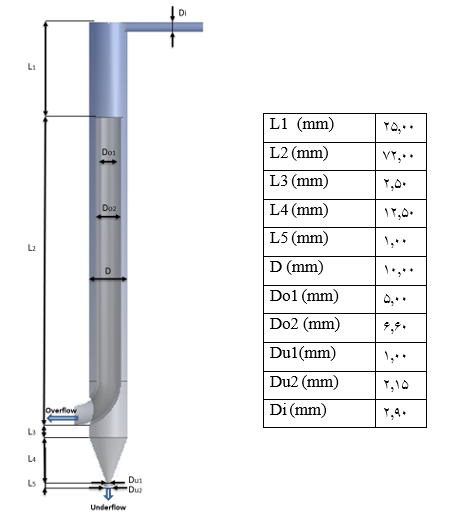 Di
L1
Do1
Do2
L2
D
Overflow
L3
L4
L5
Du1
Du2
Underflow
L1 (mm) ۲۵,۰۰
L2 (mm) ۷۲,۰۰
L3 (mm) ۲,۵۰
L4 (mm) ۱۲,۵۰
L5 (mm) ۱,۰۰
D (mm) ۱۰,۰۰
Do1 (mm) ۵,۰۰
Do2 (mm) ۶,۶۰
Du1(mm) ۱,۰۰
Du2 (mm) ۲,۱۵
Di (mm) ۲,۹۰